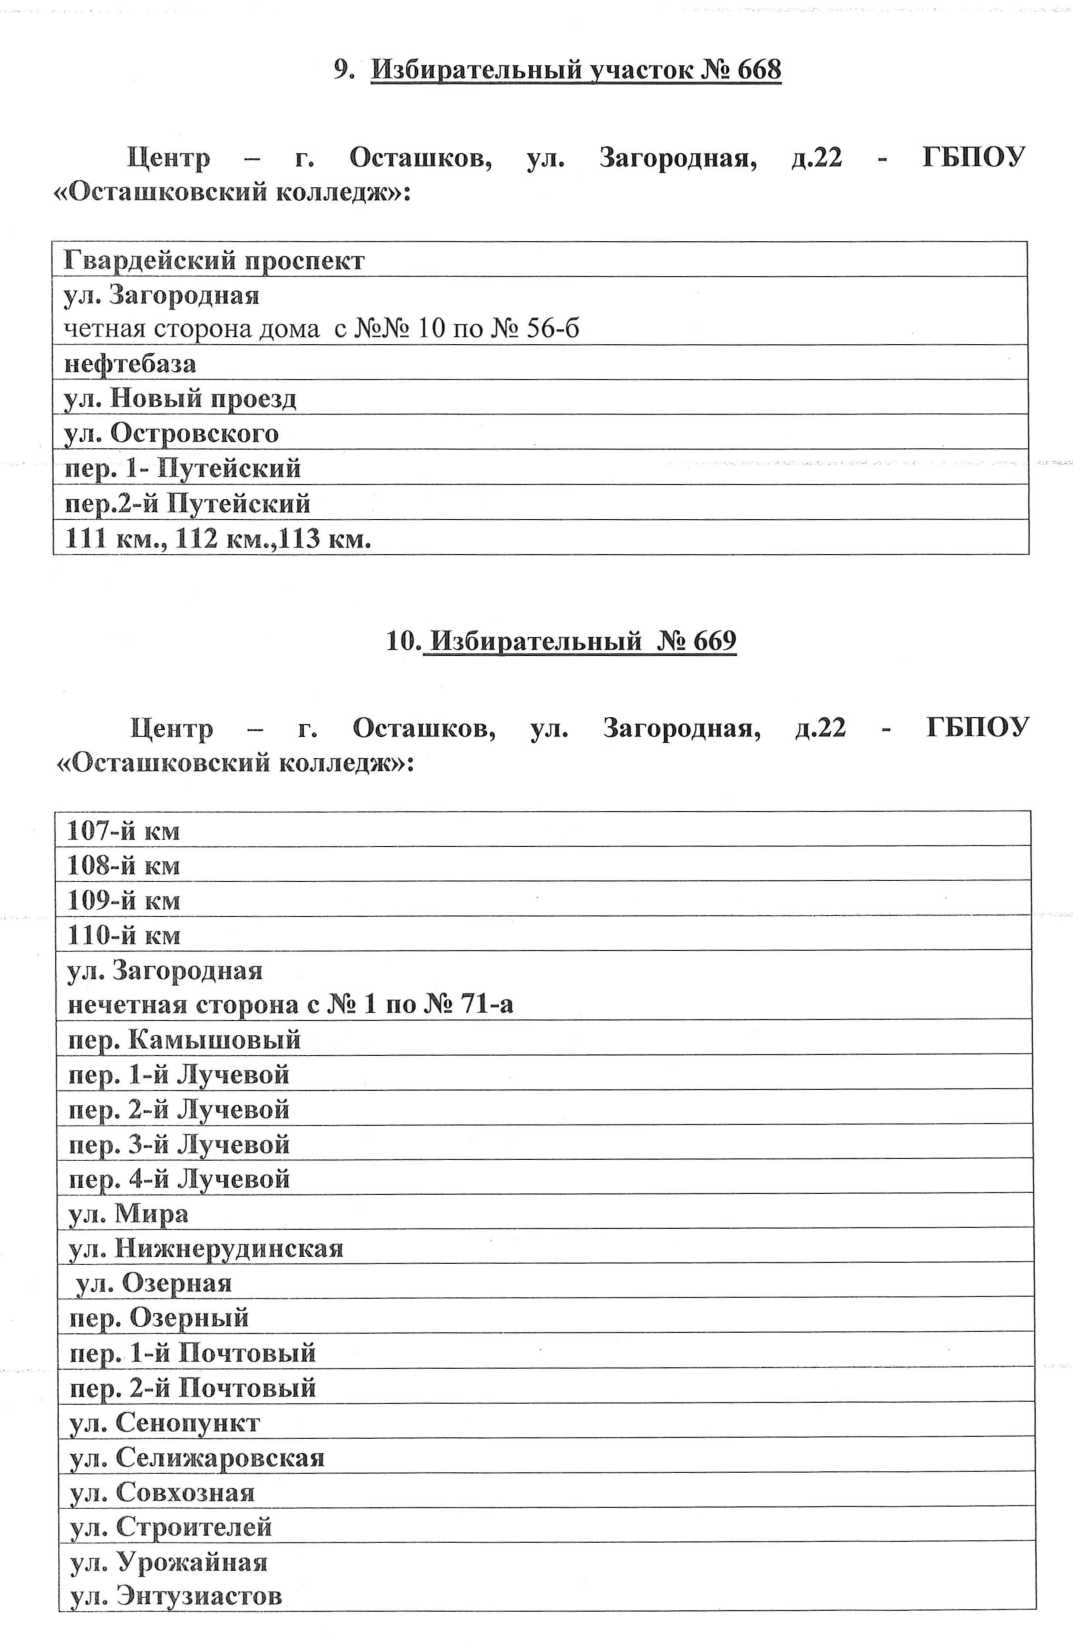 9. Избирательный участок № 668
Центр – г. Осташков, ул. Загородная, д.22 - ГБПОУ
«Осташковский колледж»:
Гвардейский проспект
ул. Загородная
четная сторона дома с №№ 10 по № 56-б
нефтебаза
ул. Новый проезд
ул. Островского
пер. 1- Путейский
пер.2-й Путейский
111 км., 112 км.,113 км.
10. Избирательный № 669
Центр – г. Осташков, ул. Загородная, д.22 - ГБПОУ
«Осташковский колледж»:
107-й км
108-й км
109-й км
110-й км
ул. Загородная
нечетная сторона с № 1 по № 71-а
пер. Камышовый
пер. 1-й Лучевой
пер. 2-й Лучевой
пер. 3-й Лучевой
пер. 4-й Лучевой
ул. Мира
ул. Нижнерудинская
ул. Озерная
пер. Озерный
пер. 1-й Почтовый
пер. 2-й Почтовый
ул. Сенопункт
ул. Селижаровская
ул. Совхозная
ул. Строителей
ул. Урожайная
ул. Энтузиастов